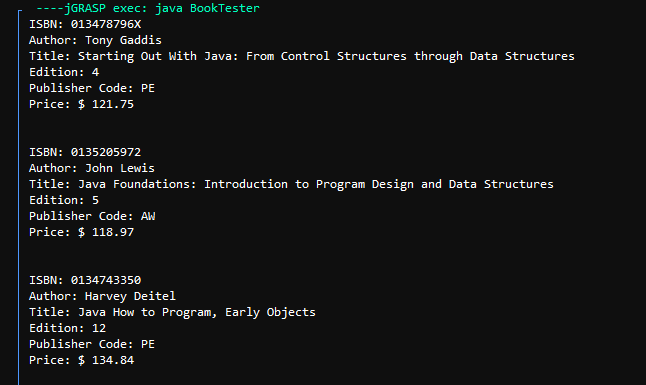 ----jGRASP exec: java BookTester
ISBN: 013478796X
Author: Tony Gaddis
Title: Starting Out With Java: From Control Structures through Data Structures
Edition: 4
Publisher Code: PE
Price: $ 121.75
ISBN: 0135205972
Author: John Lewis
Title: Java Foundations: Introduction to Program Design and Data Structures
Edition: 5
Publisher Code: AW
Price: $ 118.97
ISBN: 0134743350
Author: Harvey Deitel
Title: Java How to Program, Early Objects
Edition: 12
Publisher Code: PE
Price: $ 134.84